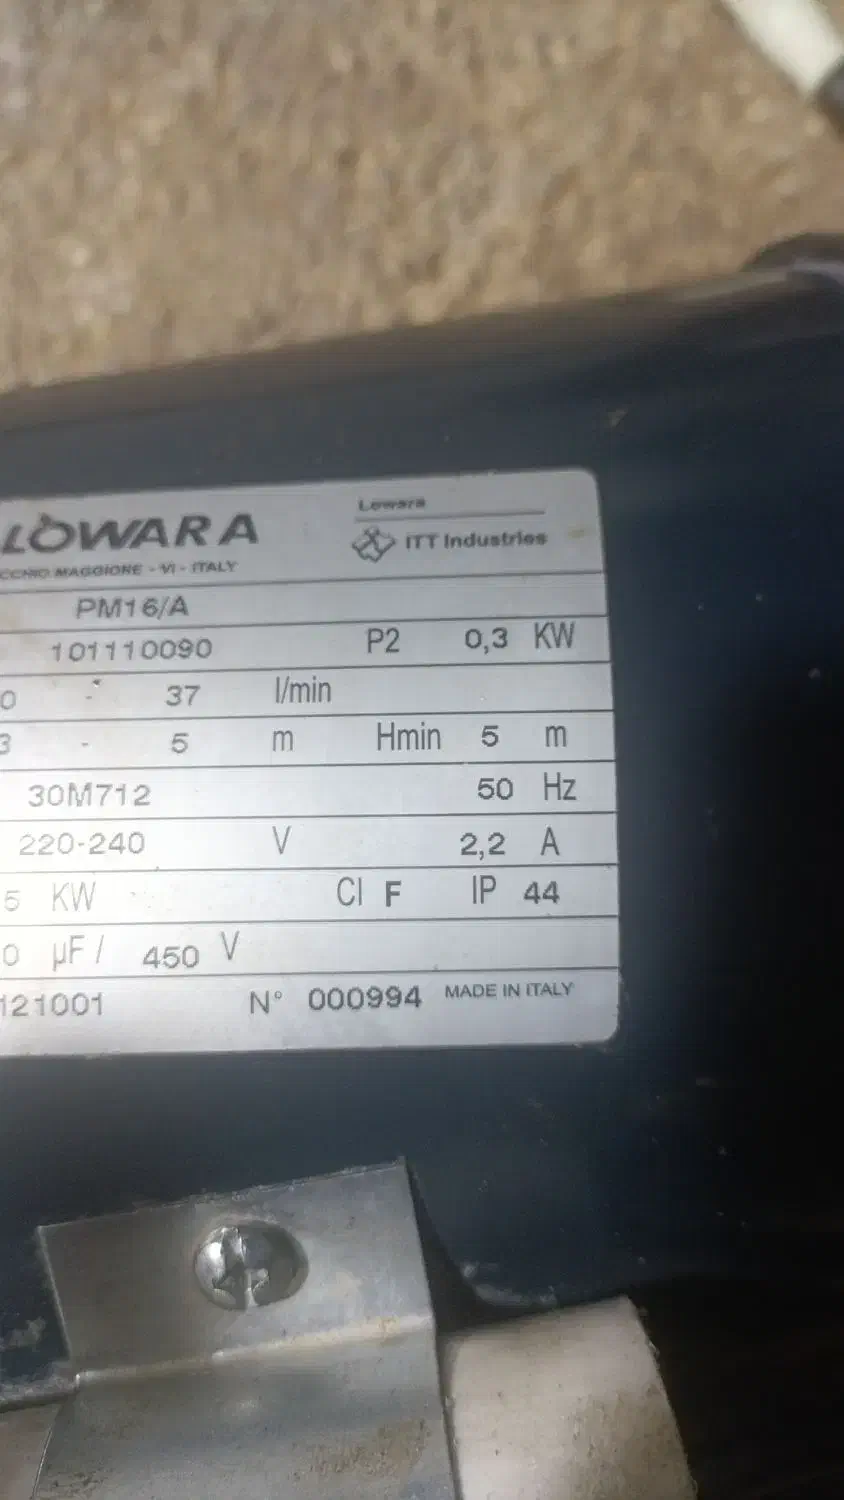 LOWARA
Lowara
ITT Industries
CCHIO MAGGIORE - VI - ITALY
PM16/A
101110090 P2 0,3 KW
0 - 37 l/min
3 - 5 m Hmin 5 m
30M712 50 Hz
220-240 V 2,2 A
5 KW Cl F IP 44
0 µF / 450 V
121001 N° 000994 MADE IN ITALY